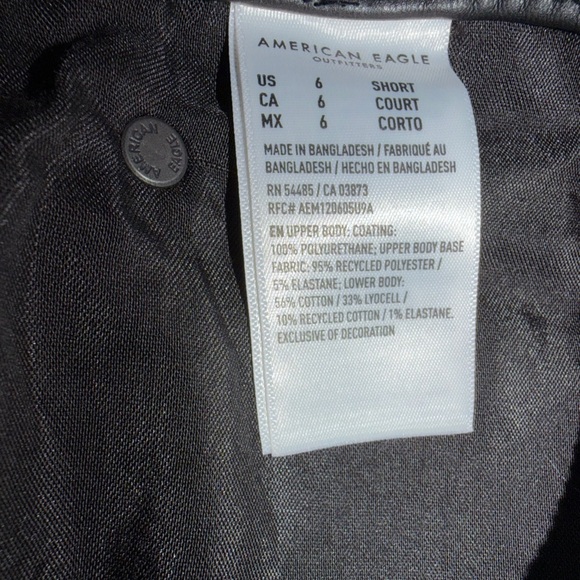 AMERICAN EAGLE
OUTFITTERS
US 6 SHORT
CA 6 COURT
MX 6 CORTO
MADE IN BANGLADESH / FABRIQUÉ AU
BANGLADESH / HECHO EN BANGLADESH
RN 54485 / CA 03873
RFC# AEM120605U9A
EN UPPER BODY: COATING:
100% POLYURETHANE; UPPER BODY BASE
FABRIC: 95% RECYCLED POLYESTER /
5% ELASTANE; LOWER BODY:
56% COTTON / 33% LYOCELL /
10% RECYCLED COTTON / 1% ELASTANE.
EXCLUSIVE OF DECORATION
AMERICAN EAGLE